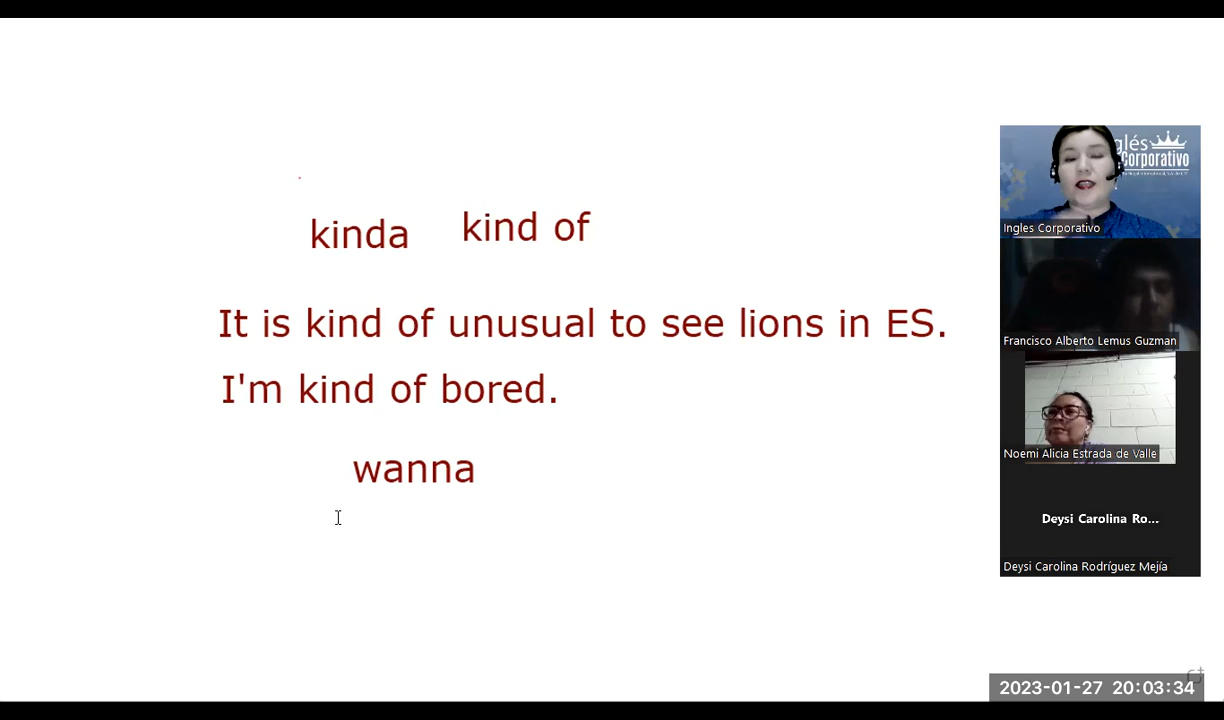 kinda kind of
It is kind of unusual to see lions in ES.
I'm kind of bored.
wanna
glés
Corporativo
Ingles Corporativo
Francisco Alberto Lemus Guzman
Noemi Alicia Estrada de Valle
Deysi Carolina Ro...
Deysi Carolina Rodríguez Mejía
2023-01-27 20:03:34